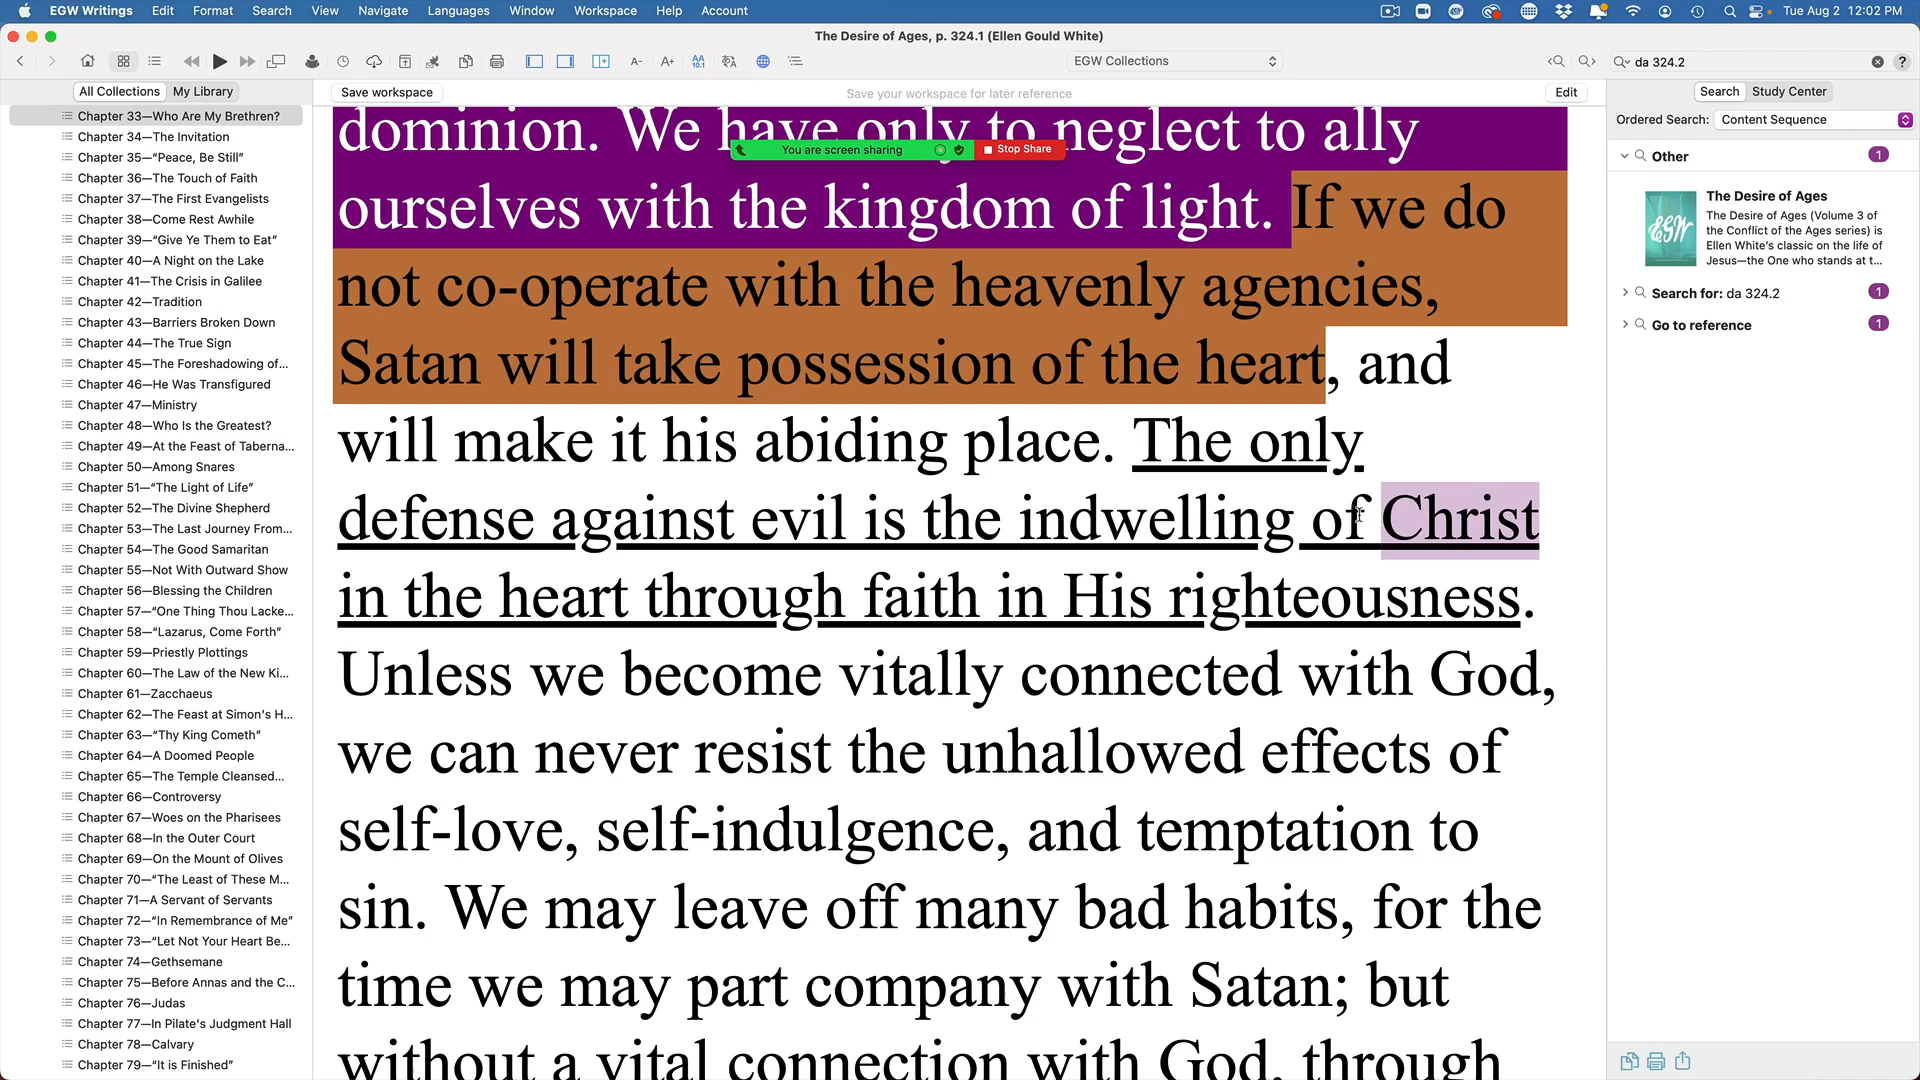 EGW Writings Edit Format Search View Navigate Languages Window Workspace Help Account Tue Aug 2 12:02 PM
The Desire of Ages, p. 324.1 (Ellen Gould White)
A- A+ AA 10.1 EGW Collections da 324.2 ?
All Collections My Library
Save workspace Save your workspace for later reference Edit
Chapter 33—Who Are My Brethren?
Chapter 34—The Invitation
Chapter 35—“Peace, Be Still”
Chapter 36—The Touch of Faith
Chapter 37—The First Evangelists
Chapter 38—Come Rest Awhile
Chapter 39—“Give Ye Them to Eat”
Chapter 40—A Night on the Lake
Chapter 41—The Crisis in Galilee
Chapter 42—Tradition
Chapter 43—Barriers Broken Down
Chapter 44—The True Sign
Chapter 45—The Foreshadowing of...
Chapter 46—He Was Transfigured
Chapter 47—Ministry
Chapter 48—Who Is the Greatest?
Chapter 49—At the Feast of Taberna...
Chapter 50—Among Snares
Chapter 51—“The Light of Life”
Chapter 52—The Divine Shepherd
Chapter 53—The Last Journey From...
Chapter 54—The Good Samaritan
Chapter 55—Not With Outward Show
Chapter 56—Blessing the Children
Chapter 57—“One Thing Thou Lacke...
Chapter 58—“Lazarus, Come Forth”
Chapter 59—Priestly Plottings
Chapter 60—The Law of the New Ki...
Chapter 61—Zacchaeus
Chapter 62—The Feast at Simon's H...
Chapter 63—“Thy King Cometh”
Chapter 64—A Doomed People
Chapter 65—The Temple Cleansed...
Chapter 66—Controversy
Chapter 67—Woes on the Pharisees
Chapter 68—In the Outer Court
Chapter 69—On the Mount of Olives
Chapter 70—“The Least of These M...
Chapter 71—A Servant of Servants
Chapter 72—“In Remembrance of Me”
Chapter 73—“Let Not Your Heart Be...
Chapter 74—Gethsemane
Chapter 75—Before Annas and the C...
Chapter 76—Judas
Chapter 77—In Pilate's Judgment Hall
Chapter 78—Calvary
Chapter 79—“It is Finished”
dominion. We have only to neglect to ally
You are screen sharing Stop Share
ourselves with the kingdom of light. If we do
not co-operate with the heavenly agencies,
Satan will take possession of the heart, and
will make it his abiding place. The only
defense against evil is the indwelling of Christ
in the heart through faith in His righteousness.
Unless we become vitally connected with God,
we can never resist the unhallowed effects of
self-love, self-indulgence, and temptation to
sin. We may leave off many bad habits, for the
time we may part company with Satan; but
without a vital connection with God, through
Search Study Center
Ordered Search: Content Sequence
Other 1
EGW
The Desire of Ages
The Desire of Ages (Volume 3 of
the Conflict of the Ages series) is
Ellen White's classic on the life of
Jesus—the One who stands at t...
Search for: da 324.2 1
Go to reference 1